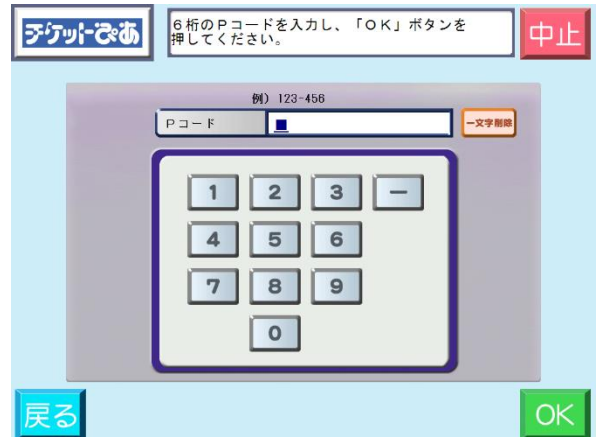 チケットぴあ
6桁のPコードを入力し、「OK」ボタンを
押してください。
中止
例) 123-456
Pコード
一文字削除
1 2 3 ー
4 5 6
7 8 9
0
戻る
OK